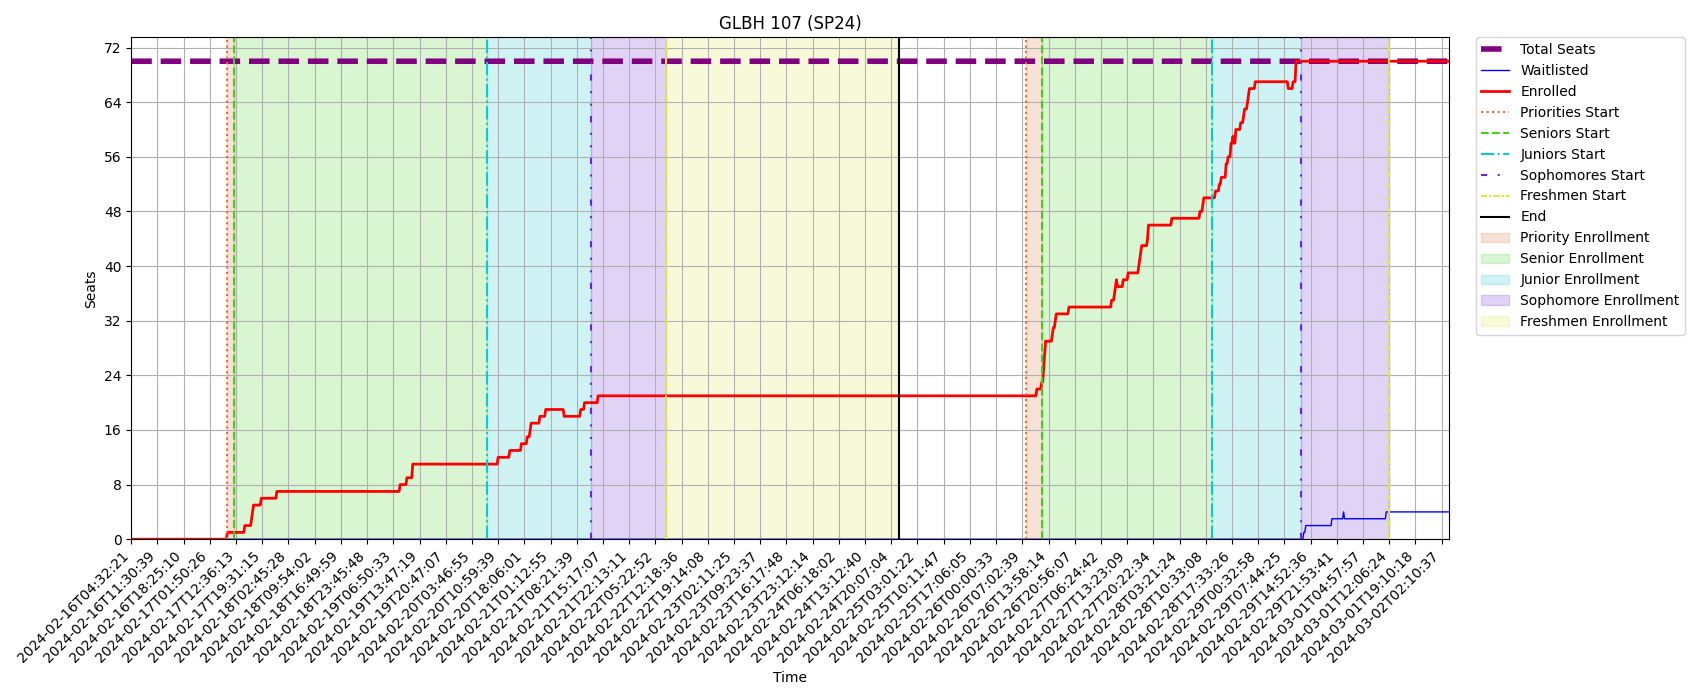 GLBH 107 (SP24)
Seats
72
64
56
48
40
32
24
16
8
0
2024-02-16T04:32:21
2024-02-16T11:30:39
2024-02-16T18:25:10
2024-02-17T01:50:26
2024-02-17T12:36:13
2024-02-17T19:31:15
2024-02-18T02:45:28
2024-02-18T09:54:02
2024-02-18T16:49:59
2024-02-18T23:45:48
2024-02-19T06:50:33
2024-02-19T13:47:19
2024-02-19T20:47:07
2024-02-20T03:46:55
2024-02-20T10:59:39
2024-02-20T18:06:01
2024-02-21T01:12:55
2024-02-21T08:21:39
2024-02-21T15:17:07
2024-02-21T22:13:11
2024-02-22T05:22:52
2024-02-22T12:18:36
2024-02-22T19:14:08
2024-02-23T02:11:25
2024-02-23T09:23:37
2024-02-23T16:17:48
2024-02-23T23:12:14
2024-02-24T06:18:02
2024-02-24T13:12:40
2024-02-24T20:07:04
2024-02-25T03:01:22
2024-02-25T10:11:47
2024-02-25T17:06:05
2024-02-26T00:00:33
2024-02-26T07:02:39
2024-02-26T13:58:14
2024-02-26T20:56:07
2024-02-27T06:24:42
2024-02-27T13:23:09
2024-02-27T20:22:34
2024-02-28T03:21:24
2024-02-28T10:33:08
2024-02-28T17:33:26
2024-02-29T00:32:58
2024-02-29T07:44:25
2024-02-29T14:52:36
2024-02-29T21:53:41
2024-03-01T04:57:57
2024-03-01T12:06:24
2024-03-01T19:10:18
2024-03-02T02:10:37
Time
Total Seats
Waitlisted
Enrolled
Priorities Start
Seniors Start
Juniors Start
Sophomores Start
Freshmen Start
End
Priority Enrollment
Senior Enrollment
Junior Enrollment
Sophomore Enrollment
Freshmen Enrollment